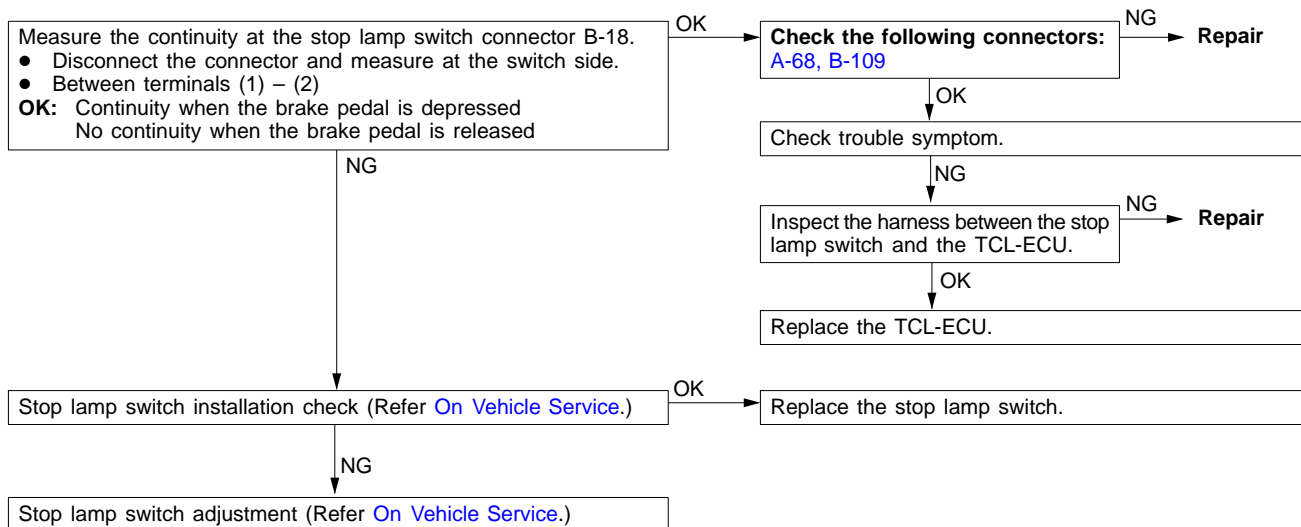 Measure the continuity at the stop lamp switch connector B-18.
● Disconnect the connector and measure at the switch side.
● Between terminals (1) – (2)
OK: Continuity when the brake pedal is depressed
No continuity when the brake pedal is released
OK
Check the following connectors:
A-68, B-109
NG
Repair
OK
Check trouble symptom.
NG
NG
Inspect the harness between the stop
lamp switch and the TCL-ECU.
NG
Repair
OK
Replace the TCL-ECU.
Stop lamp switch installation check (Refer On Vehicle Service.)
OK
Replace the stop lamp switch.
NG
Stop lamp switch adjustment (Refer On Vehicle Service.)